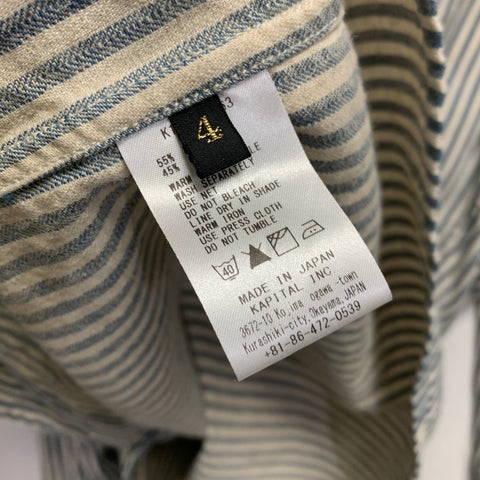 4
55%
45%
WARM
WASH SEPARATELY
USE NET
DO NOT BLEACH
LINE DRY IN SHADE
WARM IRON
USE PRESS CLOTH
DO NOT TUMBLE
40
MADE IN JAPAN
KAPITAL INC
3672-10 Kojima ogawa-town
Kurashiki-city,Okayama,JAPAN
+81-86-472-0539